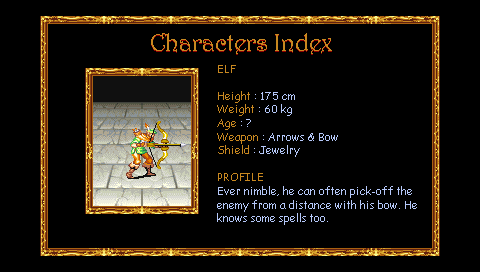 Characters Index
ELF
Height : 175 cm
Weight : 60 kg
Age : ?
Weapon : Arrows & Bow
Shield : Jewelry
PROFILE
Ever nimble, he can often pick-off the
enemy from a distance with his bow. He
knows some spells too.